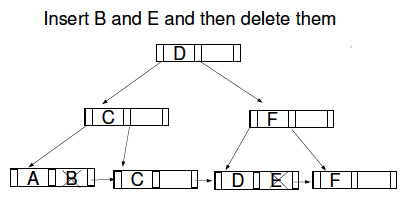 Insert B and E and then delete them
D
C F
A B C D E F